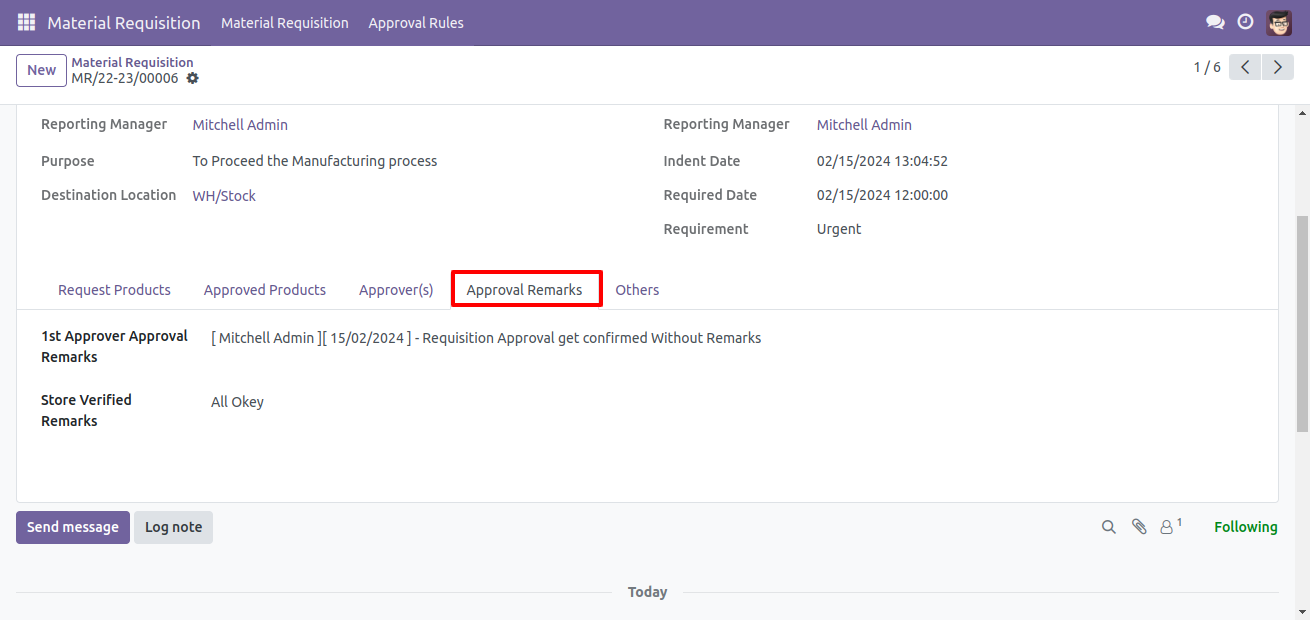 Material Requisition Material Requisition Approval Rules
New
Material Requisition
MR/22-23/00006
1 / 6
Reporting Manager Mitchell Admin
Reporting Manager Mitchell Admin
Purpose To Proceed the Manufacturing process
Indent Date 02/15/2024 13:04:52
Destination Location WH/Stock
Required Date 02/15/2024 12:00:00
Requirement Urgent
Request Products Approved Products Approver(s) Approval Remarks Others
1st Approver Approval
Remarks
[ Mitchell Admin ][ 15/02/2024 ] - Requisition Approval get confirmed Without Remarks
Store Verified
Remarks
All Okey
Send message Log note
1 Following
Today